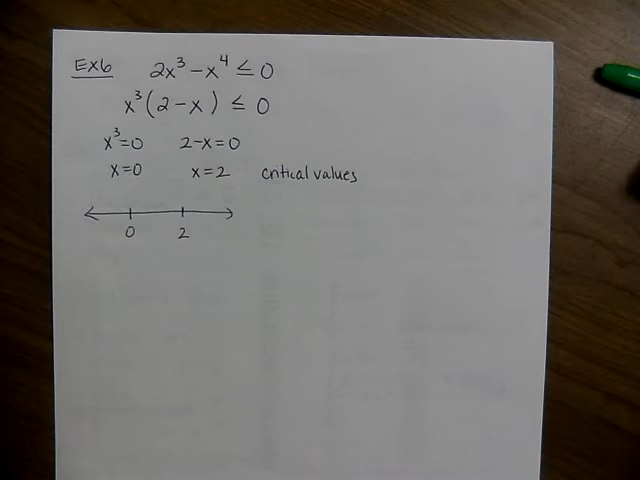 Ex6 2x³ - x⁴ ≤ 0
x³(2 - x) ≤ 0
x³=0 2-x=0
x=0 x=2 critical values
0 2